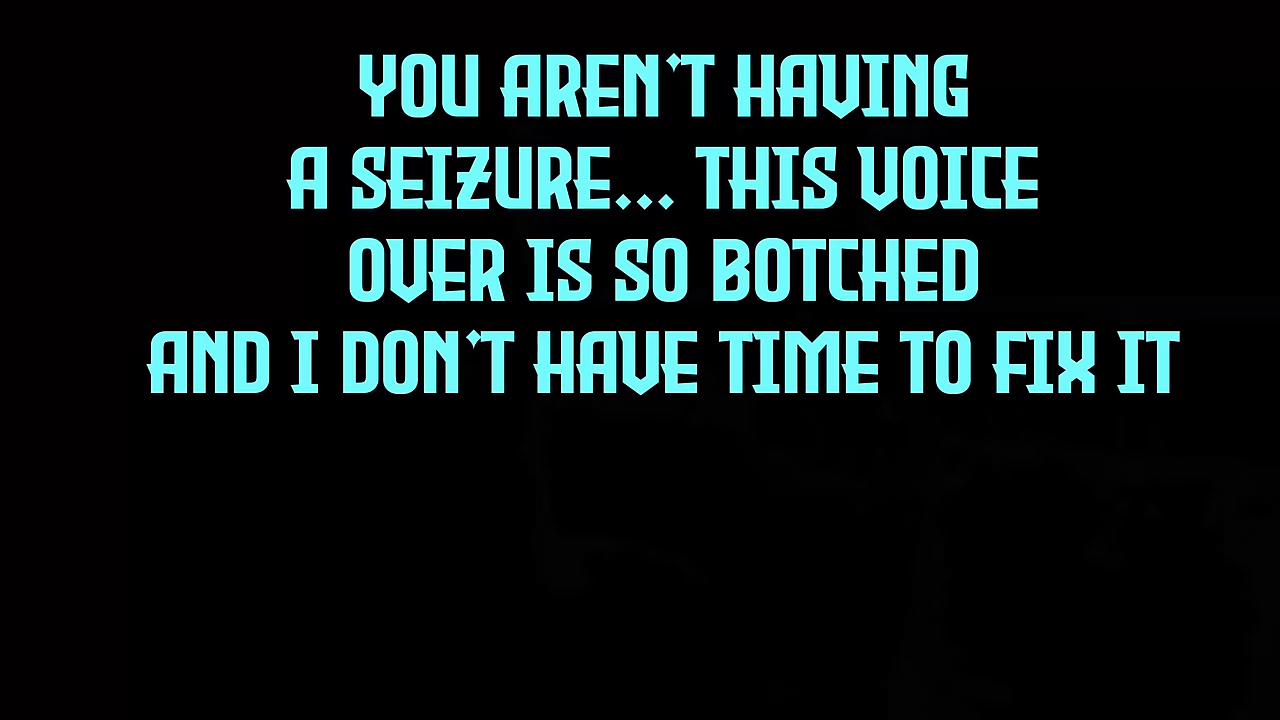 YOU AREN'T HAVING
A SEIZURE... THIS VOICE
OVER IS SO BOTCHED
AND I DON'T HAVE TIME TO FIX IT